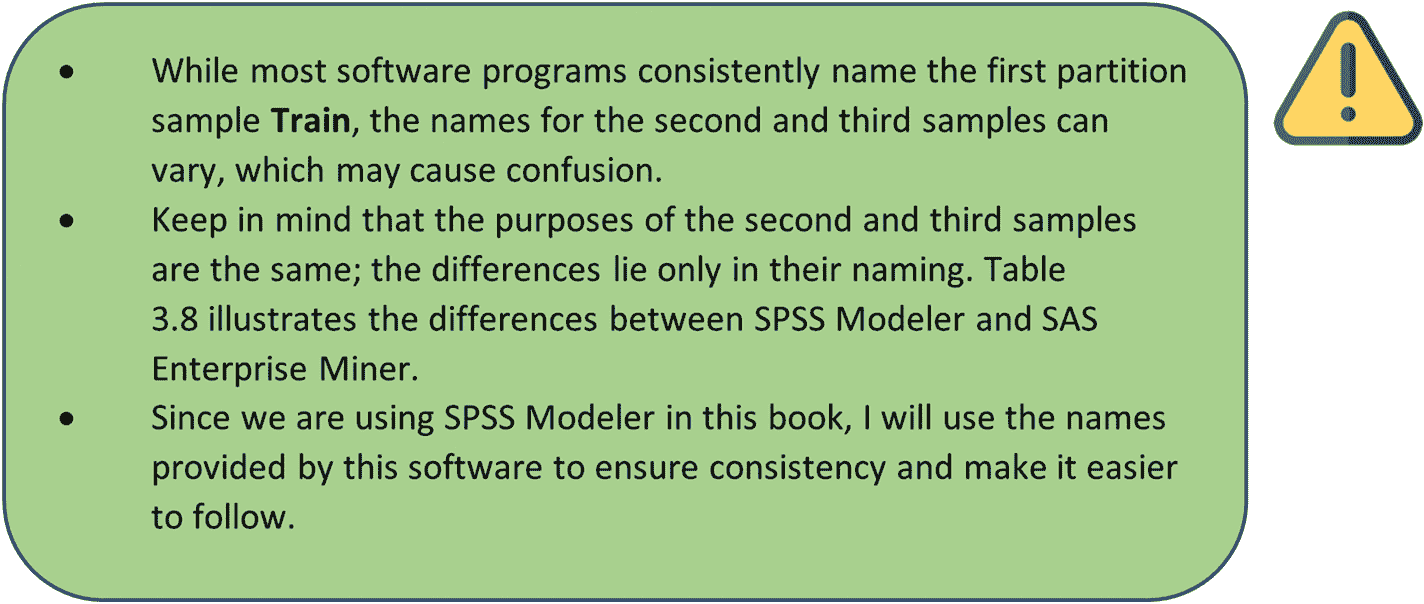 • While most software programs consistently name the first partition
sample Train, the names for the second and third samples can
vary, which may cause confusion.
• Keep in mind that the purposes of the second and third samples
are the same; the differences lie only in their naming. Table
3.8 illustrates the differences between SPSS Modeler and SAS
Enterprise Miner.
• Since we are using SPSS Modeler in this book, I will use the names
provided by this software to ensure consistency and make it easier
to follow.